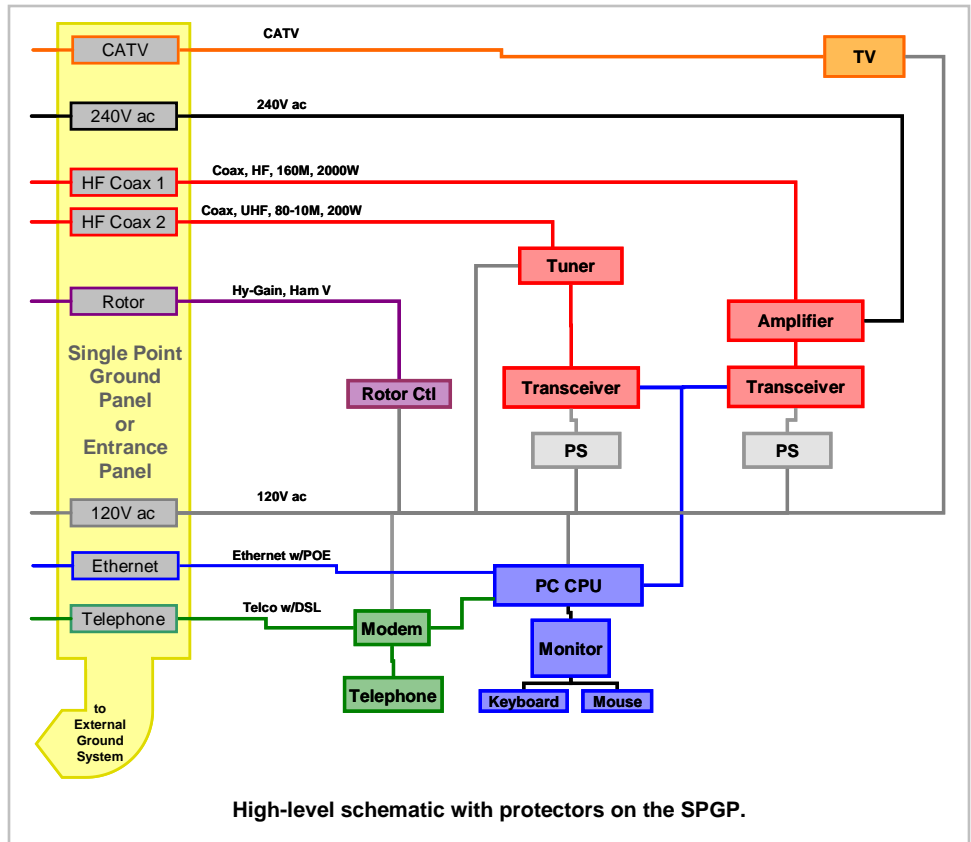 CATV
CATV
TV
240V ac
240V ac
HF Coax 1
Coax, HF, 160M, 2000W
HF Coax 2
Coax, UHF, 80-10M, 200W
Tuner
Rotor
Hy-Gain, Ham V
Amplifier
Single Point
Ground
Panel
or
Entrance
Panel
Rotor Ctl
Transceiver
Transceiver
PS
PS
120V ac
120V ac
Ethernet
Ethernet w/POE
PC CPU
Telephone
Telco w/DSL
Modem
Monitor
Telephone
Keyboard
Mouse
to
External
Ground
System
High-level schematic with protectors on the SPGP.